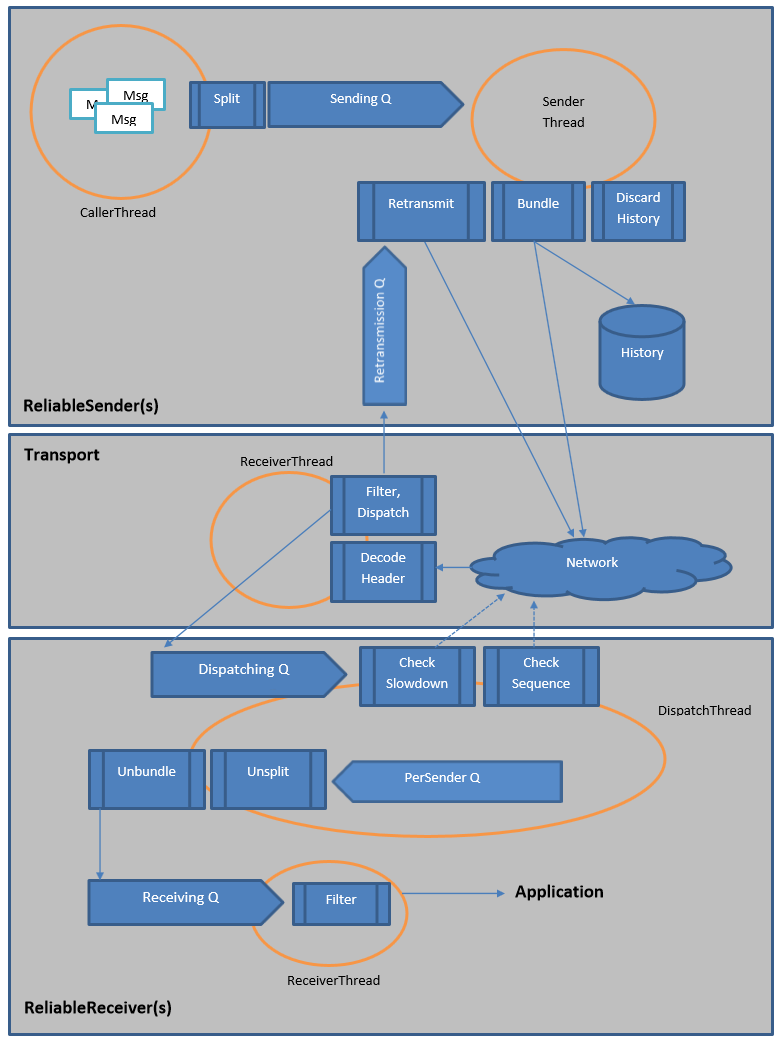 Msg
M
Msg
Split
Sending Q
Sender
Thread
CallerThread
Retransmit
Bundle
Discard
History
Retransmission Q
History
ReliableSender(s)
Transport
ReceiverThread
Filter,
Dispatch
Decode
Header
Network
Dispatching Q
Check
Slowdown
Check
Sequence
DispatchThread
Unbundle
Unsplit
PerSender Q
Receiving Q
Filter
Application
ReceiverThread
ReliableReceiver(s)